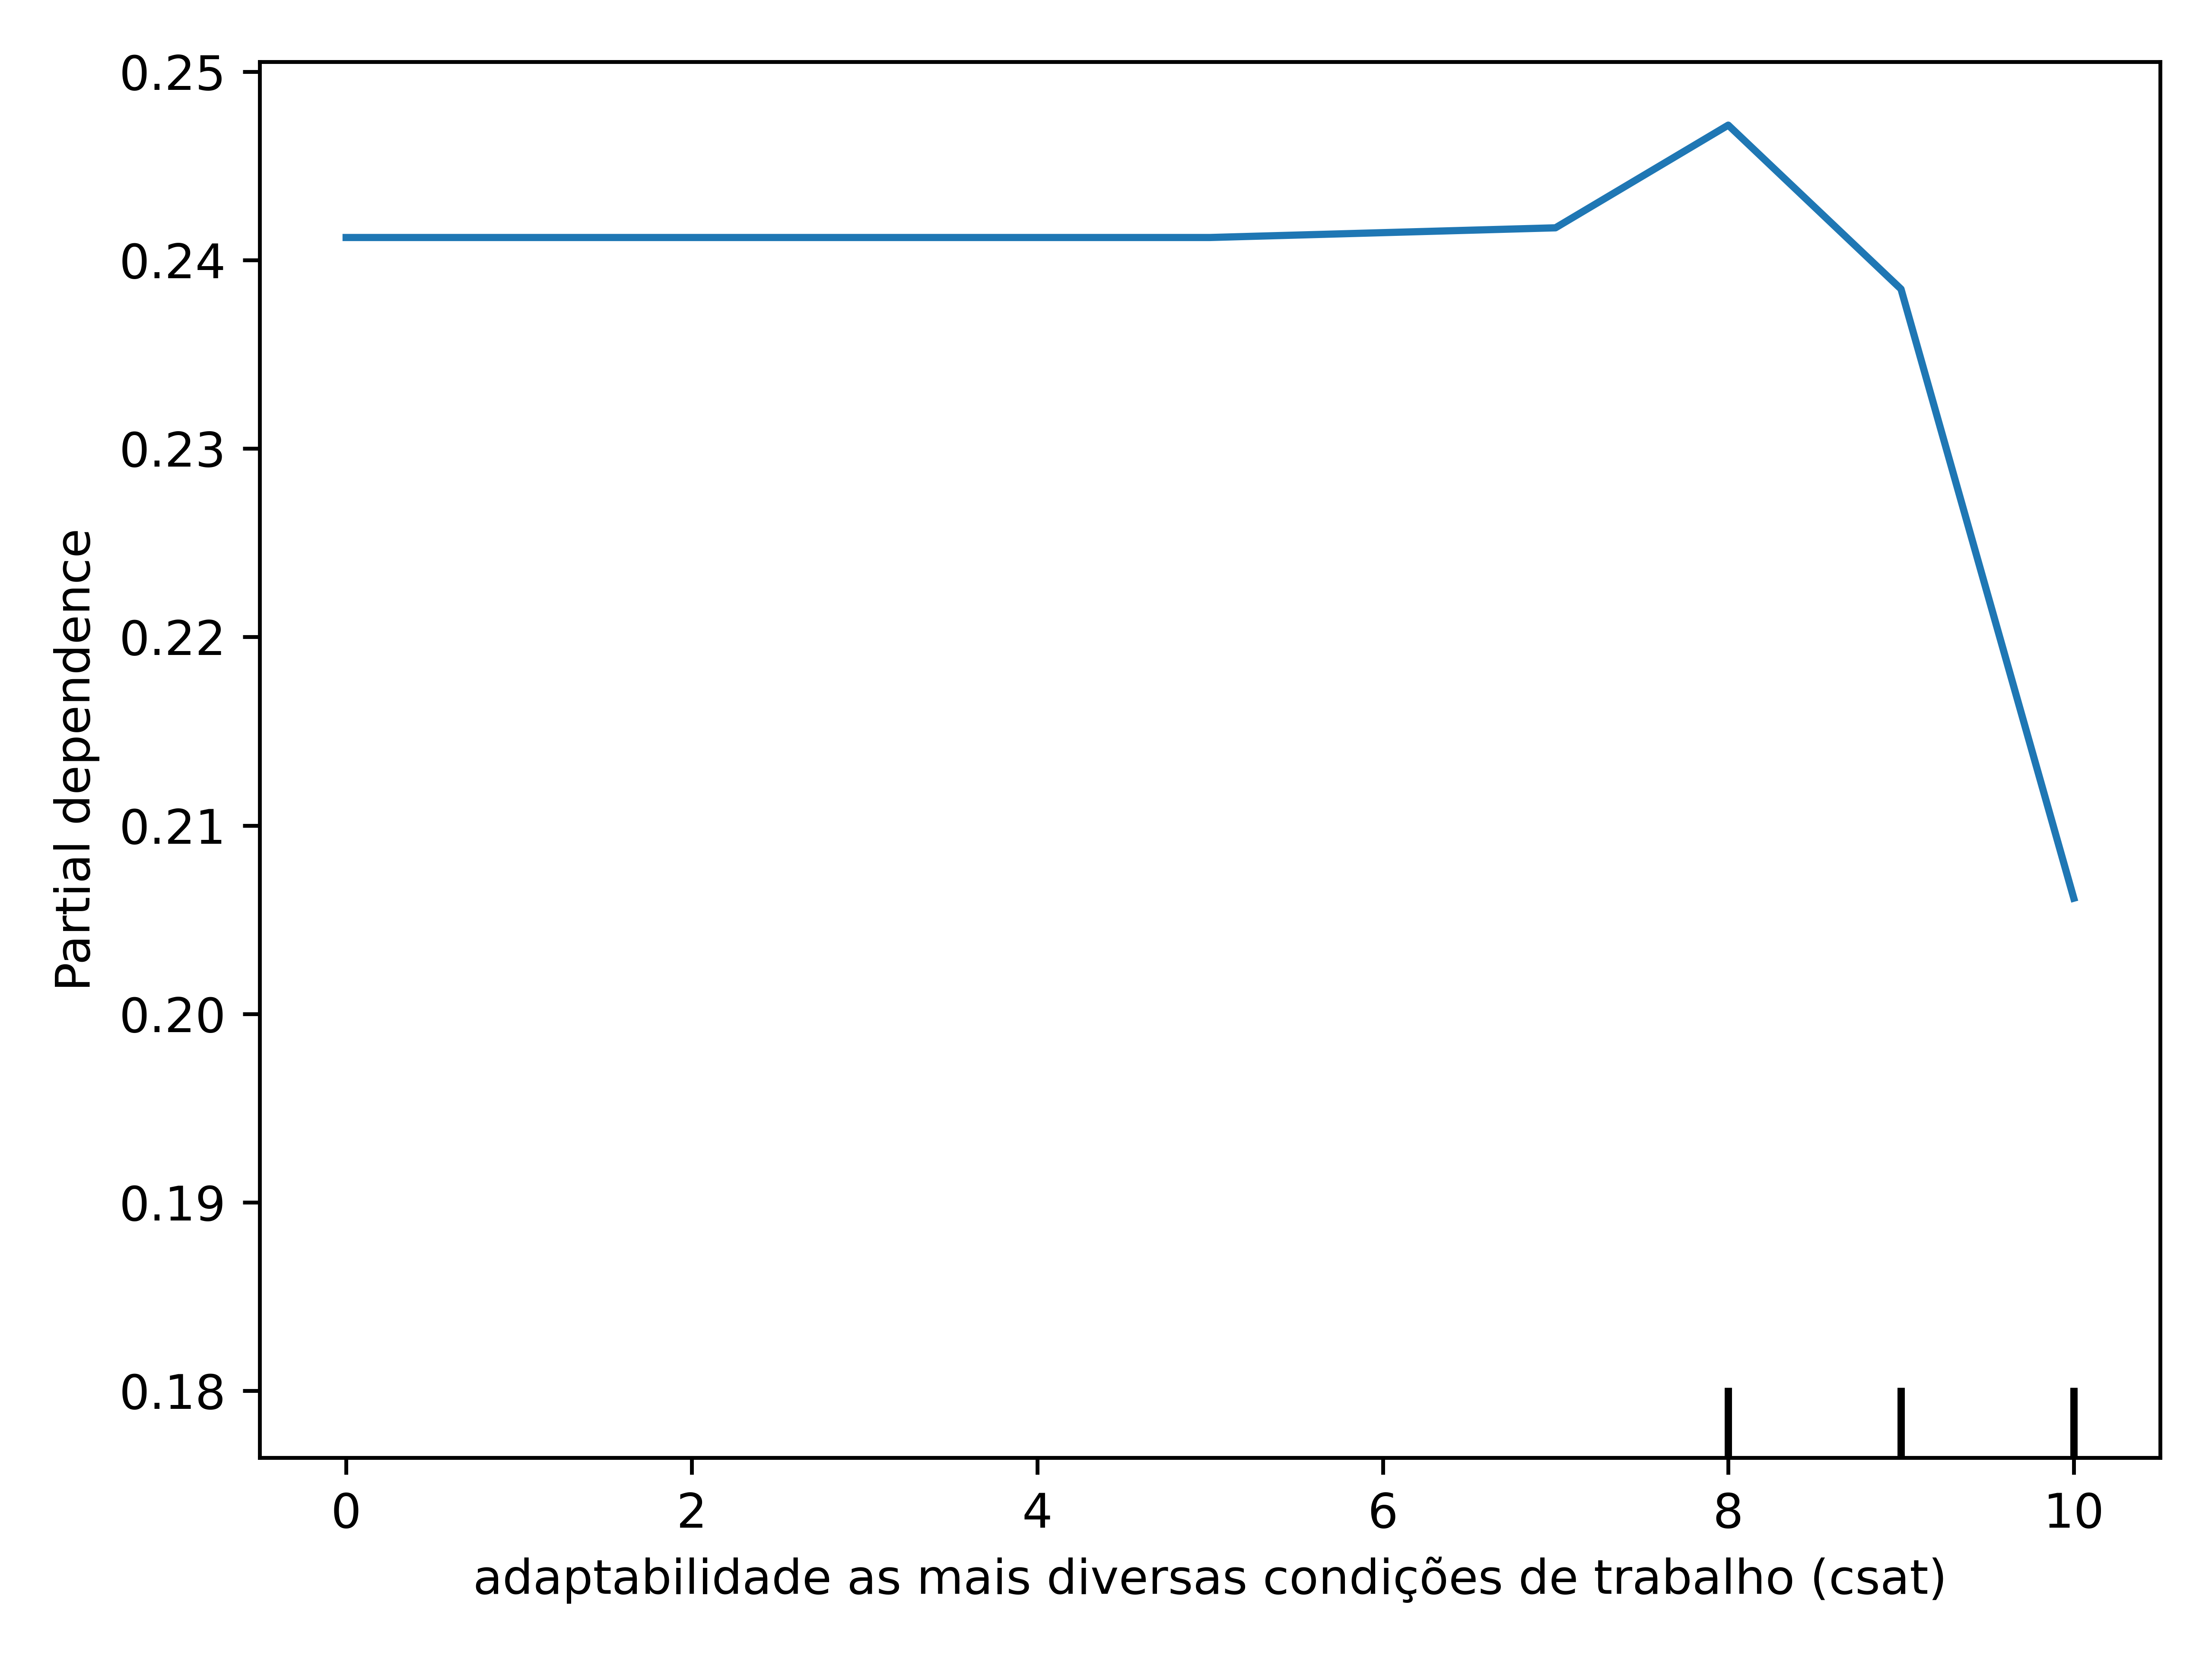 0.25
0.24
0.23
0.22
0.21
0.20
0.19
0.18
Partial dependence
0 2 4 6 8 10
adaptabilidade as mais diversas condições de trabalho (csat)